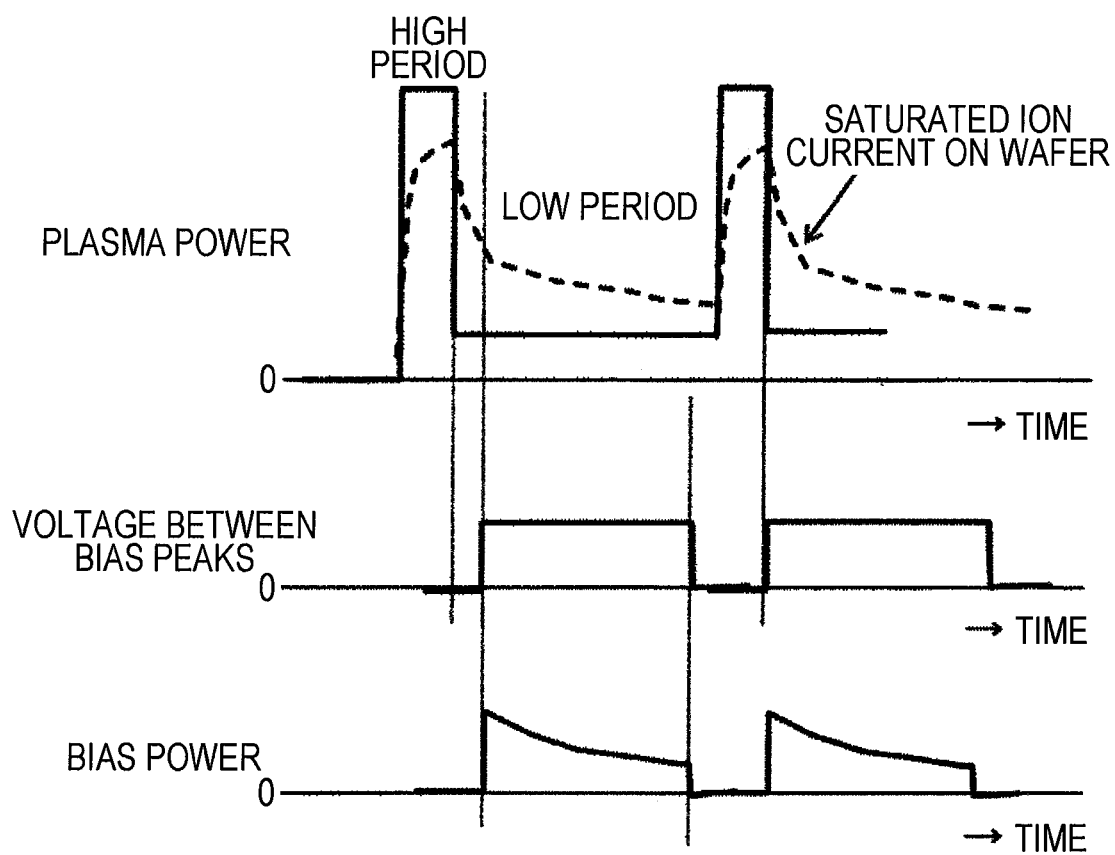 HIGH
PERIOD
SATURATED ION
CURRENT ON WAFER
LOW PERIOD
PLASMA POWER
0
→ TIME
VOLTAGE BETWEEN
BIAS PEAKS
0
→ TIME
BIAS POWER
0
→ TIME